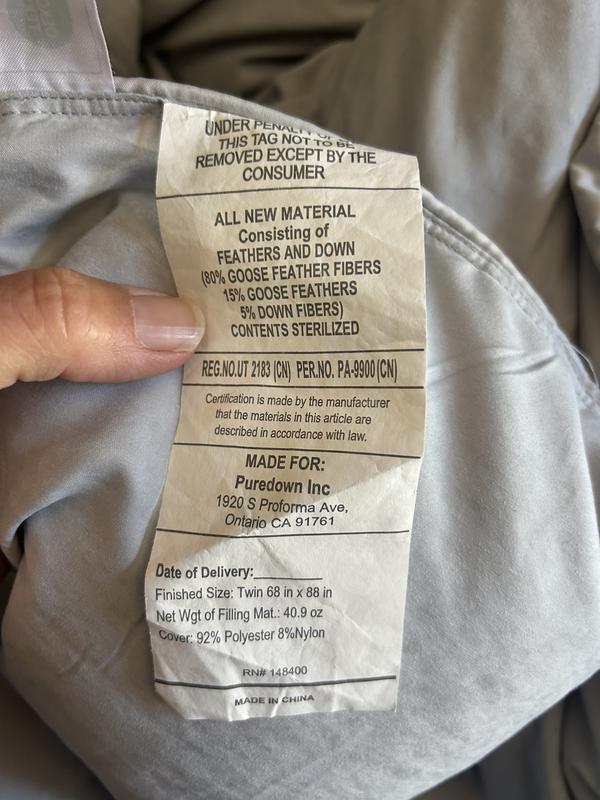 UNDER PENALTY OF
THIS TAG NOT TO BE
REMOVED EXCEPT BY THE
CONSUMER
ALL NEW MATERIAL
Consisting of
FEATHERS AND DOWN
(80% GOOSE FEATHER FIBERS
15% GOOSE FEATHERS
5% DOWN FIBERS)
CONTENTS STERILIZED
REG.NO.UT 2183 (CN) PER.NO. PA-9900 (CN)
Certification is made by the manufacturer
that the materials in this article are
described in accordance with law.
MADE FOR:
Puredown Inc
1920 S Proforma Ave,
Ontario CA 91761
Date of Delivery:
Finished Size: Twin 68 in x 88 in
Net Wgt of Filling Mat.: 40.9 oz
Cover: 92% Polyester 8%Nylon
RN# 148400
MADE IN CHINA